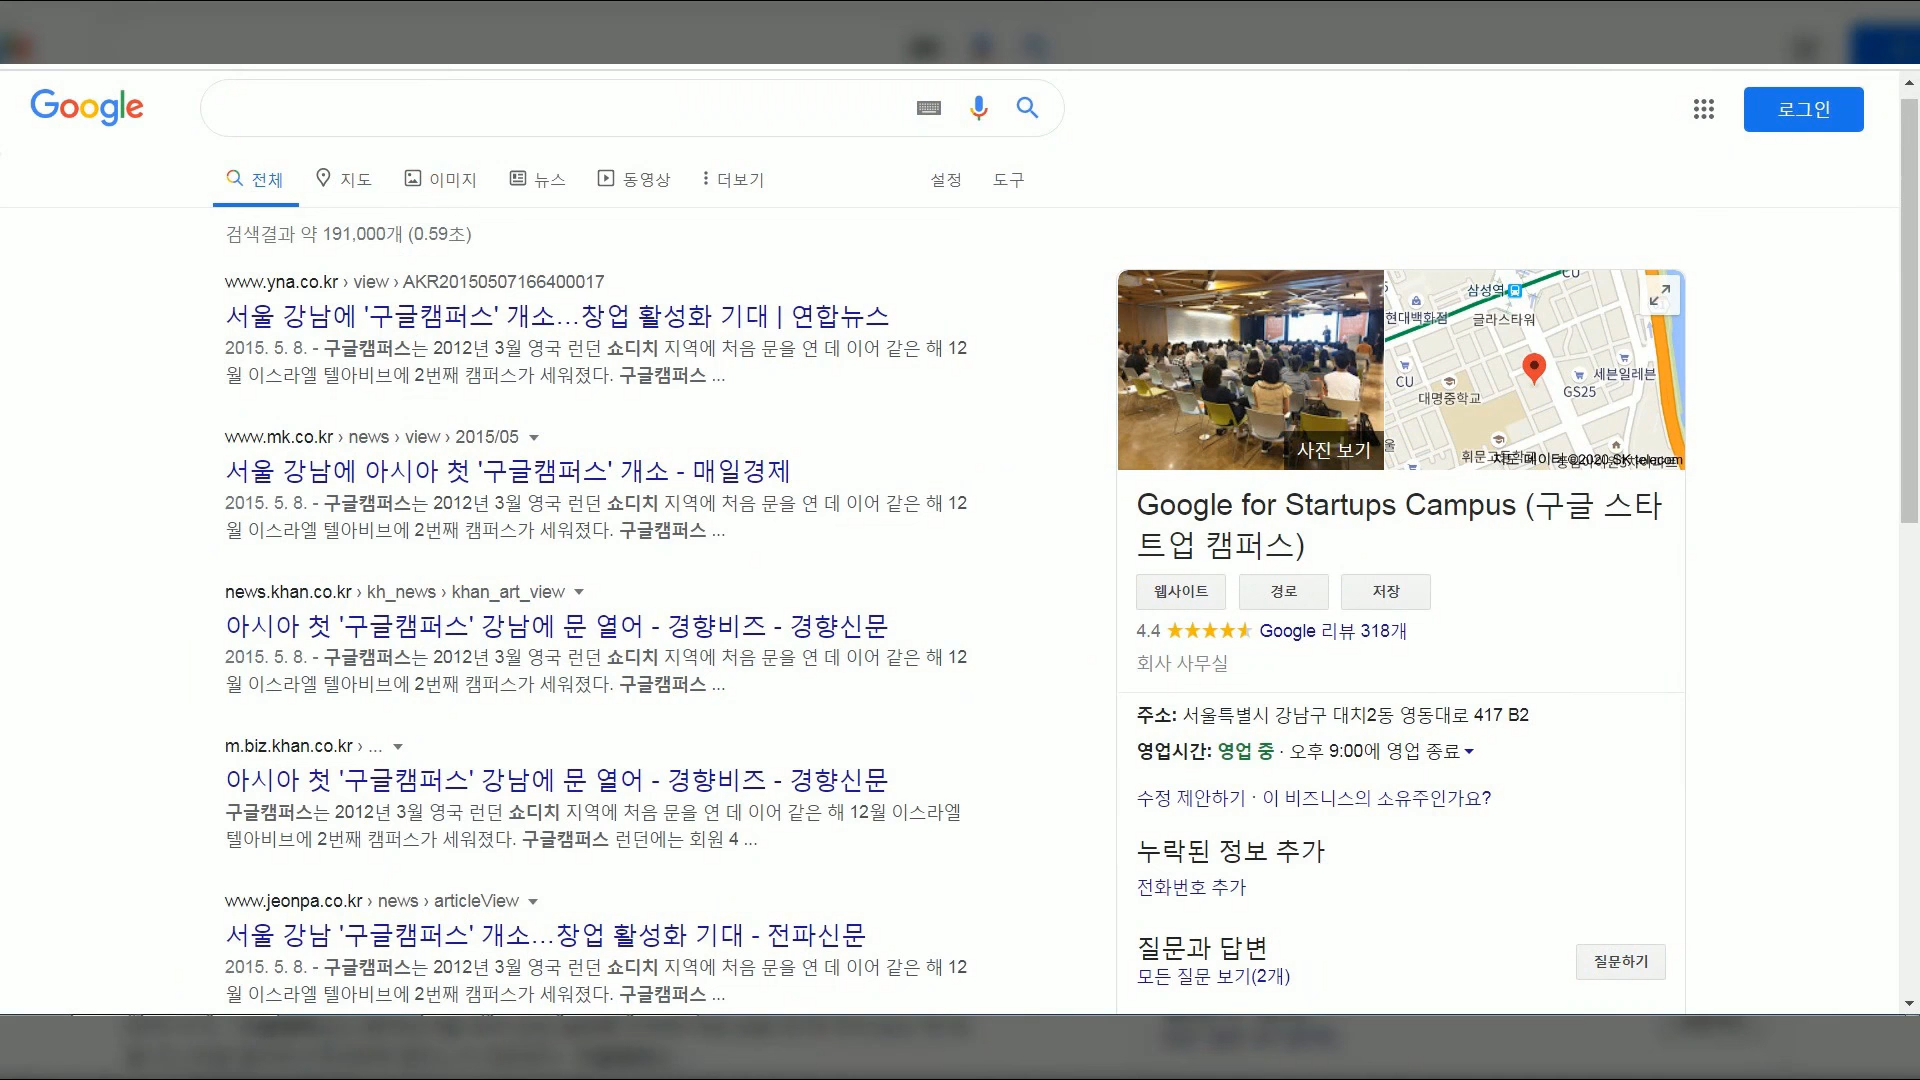 Google
로그인
전체
지도
이미지
뉴스
동영상
더보기
설정
도구
검색결과 약 191,000개 (0.59초)
www.yna.co.kr › view › AKR20150507166400017
서울 강남에 '구글캠퍼스' 개소…창업 활성화 기대 | 연합뉴스
2015. 5. 8. - 구글캠퍼스는 2012년 3월 영국 런던 쇼디치 지역에 처음 문을 연 데 이어 같은 해 12
월 이스라엘 텔아비브에 2번째 캠퍼스가 세워졌다. 구글캠퍼스 ...
www.mk.co.kr › news › view › 2015/05
서울 강남에 아시아 첫 '구글캠퍼스' 개소 - 매일경제
2015. 5. 8. - 구글캠퍼스는 2012년 3월 영국 런던 쇼디치 지역에 처음 문을 연 데 이어 같은 해 12
월 이스라엘 텔아비브에 2번째 캠퍼스가 세워졌다. 구글캠퍼스 ...
news.khan.co.kr › kh_news › khan_art_view
아시아 첫 '구글캠퍼스' 강남에 문 열어 - 경향비즈 - 경향신문
2015. 5. 8. - 구글캠퍼스는 2012년 3월 영국 런던 쇼디치 지역에 처음 문을 연 데 이어 같은 해 12
월 이스라엘 텔아비브에 2번째 캠퍼스가 세워졌다. 구글캠퍼스 ...
m.biz.khan.co.kr › ...
아시아 첫 '구글캠퍼스' 강남에 문 열어 - 경향비즈 - 경향신문
구글캠퍼스는 2012년 3월 영국 런던 쇼디치 지역에 처음 문을 연 데 이어 같은 해 12월 이스라엘
텔아비브에 2번째 캠퍼스가 세워졌다. 구글캠퍼스 런던에는 회원 4 ...
www.jeonpa.co.kr › news › articleView
서울 강남 '구글캠퍼스' 개소…창업 활성화 기대 - 전파신문
2015. 5. 8. - 구글캠퍼스는 2012년 3월 영국 런던 쇼디치 지역에 처음 문을 연 데 이어 같은 해 12
월 이스라엘 텔아비브에 2번째 캠퍼스가 세워졌다. 구글캠퍼스 ...
사진 보기
CU
삼성역
현대백화점
글라스타워
CU
세븐일레븐
GS25
대명중학교
휘문고등학교
지도 데이터 ©2020 SK telecom
Google for Startups Campus (구글 스타
트업 캠퍼스)
웹사이트
경로
저장
4.4
Google 리뷰 318개
회사 사무실
주소: 서울특별시 강남구 대치2동 영동대로 417 B2
영업시간: 영업 중 · 오후 9:00에 영업 종료
수정 제안하기 · 이 비즈니스의 소유주인가요?
누락된 정보 추가
전화번호 추가
질문과 답변
모든 질문 보기(2개)
질문하기